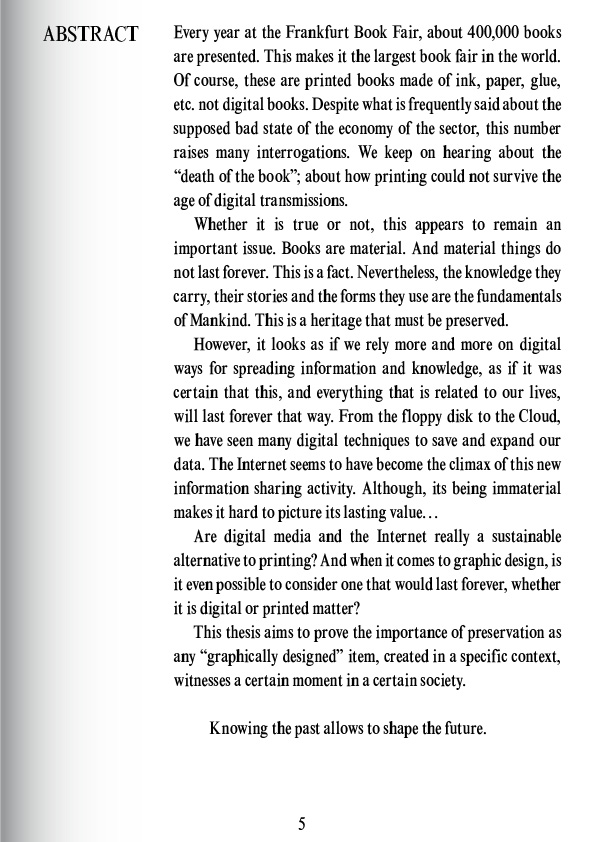 ABSTRACT
Every year at the Frankfurt Book Fair, about 400,000 books
are presented. This makes it the largest book fair in the world.
Of course, these are printed books made of ink, paper, glue,
etc. not digital books. Despite what is frequently said about the
supposed bad state of the economy of the sector, this number
raises many interrogations. We keep on hearing about the
“death of the book”; about how printing could not survive the
age of digital transmissions.
Whether it is true or not, this appears to remain an
important issue. Books are material. And material things do
not last forever. This is a fact. Nevertheless, the knowledge they
carry, their stories and the forms they use are the fundamentals
of Mankind. This is a heritage that must be preserved.
However, it looks as if we rely more and more on digital
ways for spreading information and knowledge, as if it was
certain that this, and everything that is related to our lives,
will last forever that way. From the floppy disk to the Cloud,
we have seen many digital techniques to save and expand our
data. The Internet seems to have become the climax of this new
information sharing activity. Although, its being immaterial
makes it hard to picture its lasting value…
Are digital media and the Internet really a sustainable
alternative to printing? And when it comes to graphic design, is
it even possible to consider one that would last forever, whether
it is digital or printed matter?
This thesis aims to prove the importance of preservation as
any “graphically designed” item, created in a specific context,
witnesses a certain moment in a certain society.
Knowing the past allows to shape the future.
5